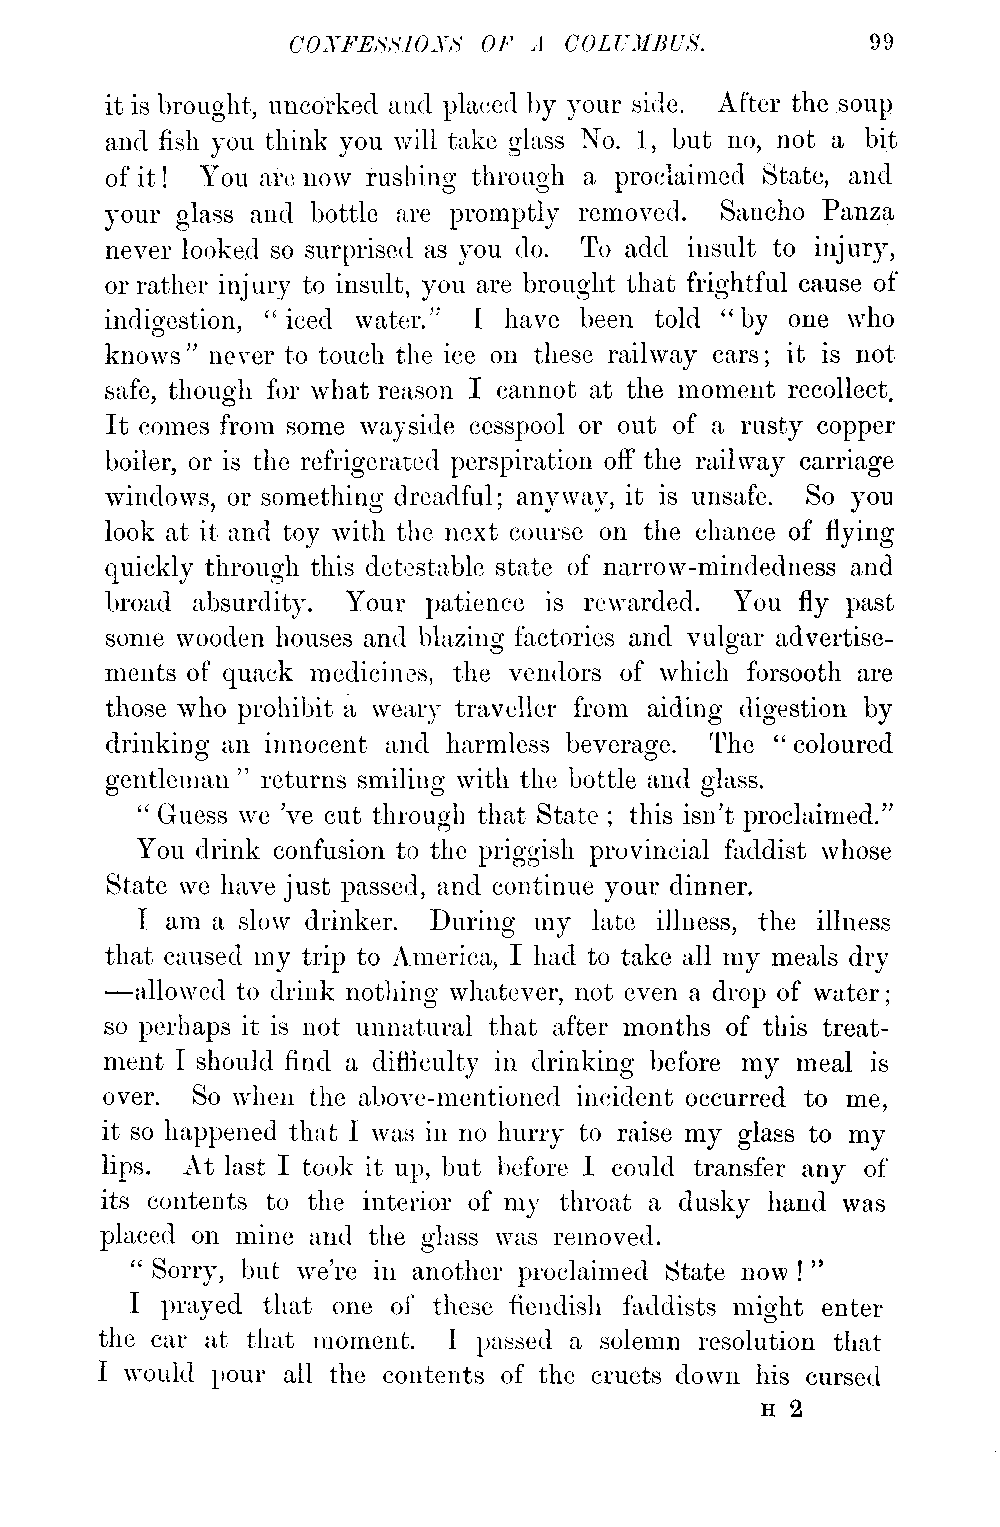 CONFESSIONS OF A COLUMBUS. 99
it is brought, uncorked and placed by your side. After the soup
and fish you think you will take glass No. 1, but no, not a bit
of it! You are now rushing through a proclaimed State, and
your glass and bottle are promptly removed. Sancho Panza
never looked so surprised as you do. To add insult to injury,
or rather injury to insult, you are brought that frightful cause of
indigestion, “iced water.” I have been told “by one who
knows” never to touch the ice on these railway cars; it is not
safe, though for what reason I cannot at the moment recollect.
It comes from some wayside cesspool or out of a rusty copper
boiler, or is the refrigerated perspiration off the railway carriage
windows, or something dreadful; anyway, it is unsafe. So you
look at it and toy with the next course on the chance of flying
quickly through this detestable state of narrow-mindedness and
broad absurdity. Your patience is rewarded. You fly past
some wooden houses and blazing factories and vulgar advertise-
ments of quack medicines, the vendors of which forsooth are
those who prohibit a weary traveller from aiding digestion by
drinking an innocent and harmless beverage. The “coloured
gentleman” returns smiling with the bottle and glass.
“Guess we 've cut through that State; this isn't proclaimed.”
You drink confusion to the priggish provincial faddist whose
State we have just passed, and continue your dinner.
I am a slow drinker. During my late illness, the illness
that caused my trip to America, I had to take all my meals dry
—allowed to drink nothing whatever, not even a drop of water;
so perhaps it is not unnatural that after months of this treat-
ment I should find a difficulty in drinking before my meal is
over. So when the above-mentioned incident occurred to me,
it so happened that I was in no hurry to raise my glass to my
lips. At last I took it up, but before I could transfer any of
its contents to the interior of my throat a dusky hand was
placed on mine and the glass was removed.
“Sorry, but we're in another proclaimed State now!”
I prayed that one of these fiendish faddists might enter
the car at that moment. I passed a solemn resolution that
I would pour all the contents of the cruets down his cursed
H 2